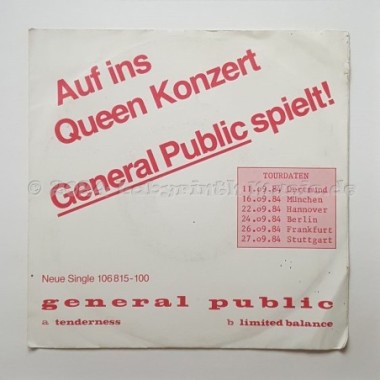 Auf ins
Queen Konzert
General Public spielt!
TOURDATEN
11.09.84 Dortmund
16.09.84 München
22.09.84 Hannover
24.09.84 Berlin
26.09.84 Frankfurt
27.09.84 Stuttgart
Neue Single 106815-100
general public
a tenderness b limited balance